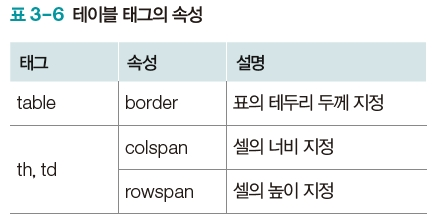 표 3-6 테이블 태그의 속성
태그 속성 설명
table border 표의 테두리 두께 지정
th, td
colspan 셀의 너비 지정
rowspan 셀의 높이 지정